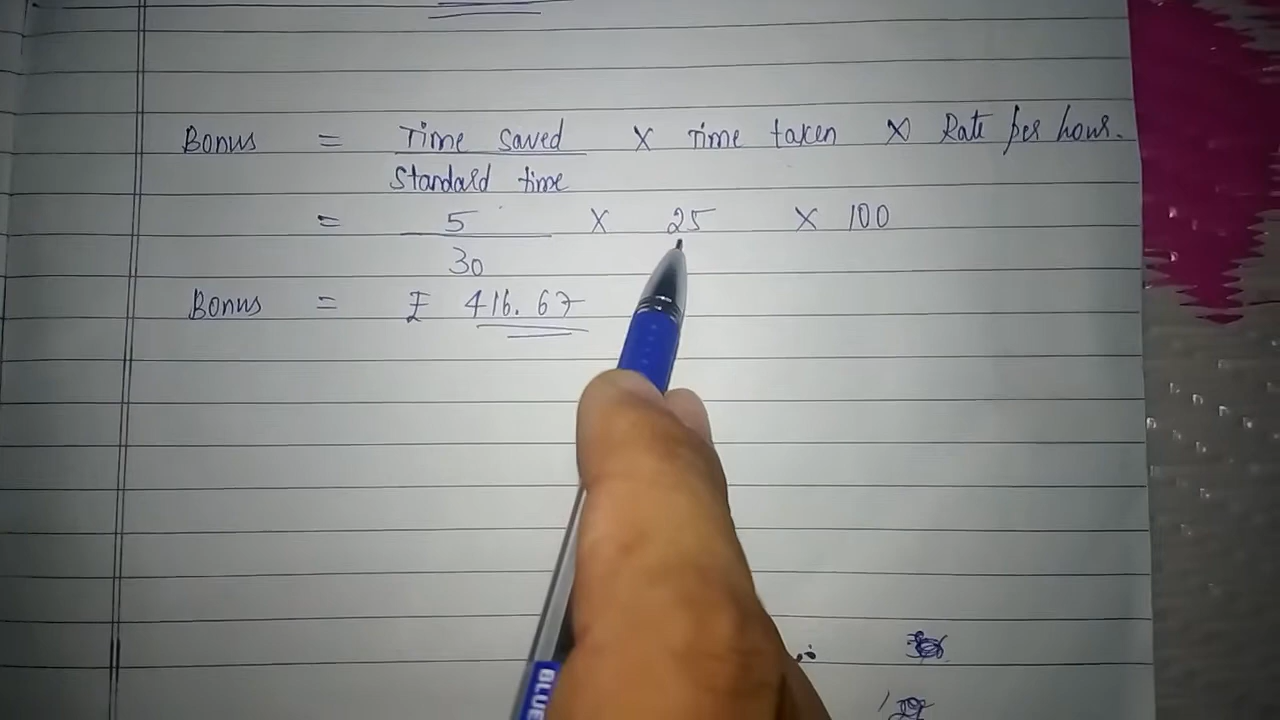 Bonus = Time saved X Time taken X Rate per hour.
Standard time
= 5 X 25 X 100
30
Bonus = ₹ 416.67
BLUE